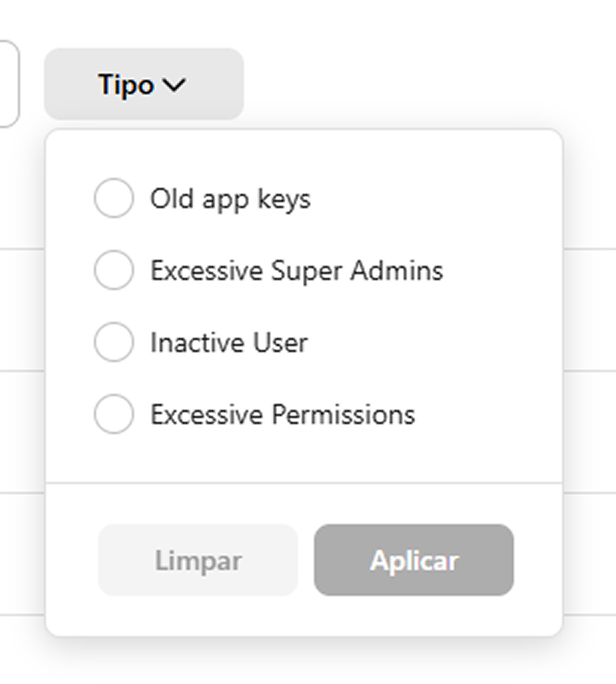 Tipo
Old app keys
Excessive Super Admins
Inactive User
Excessive Permissions
Limpar Aplicar